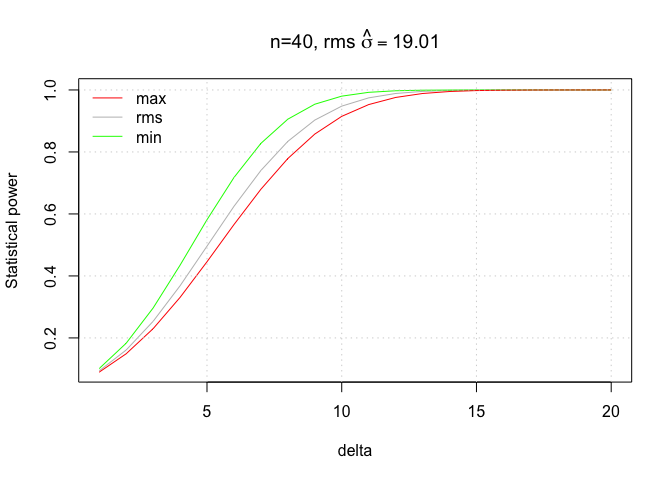 n=40, rms σ̂ = 19.01
max
rms
min
Statistical power
1.0
0.8
0.6
0.4
0.2
5 10 15 20
delta